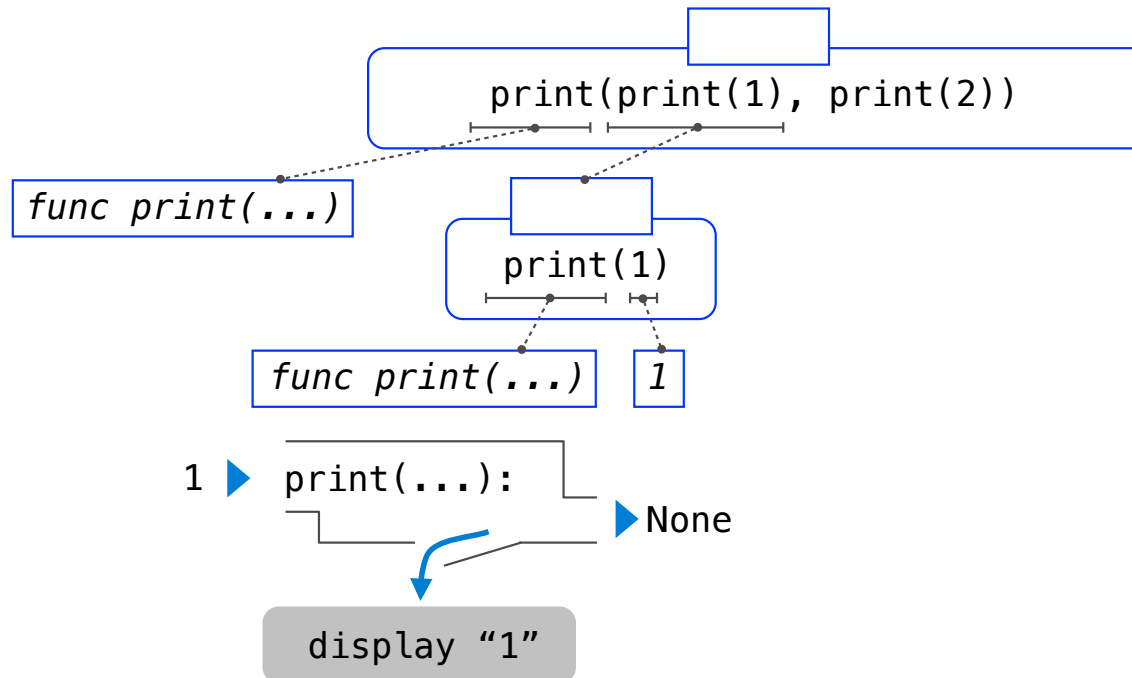 print(print(1), print(2))
func print(...)
print(1)
func print(...)
1
1
print(...):
None
display “1”